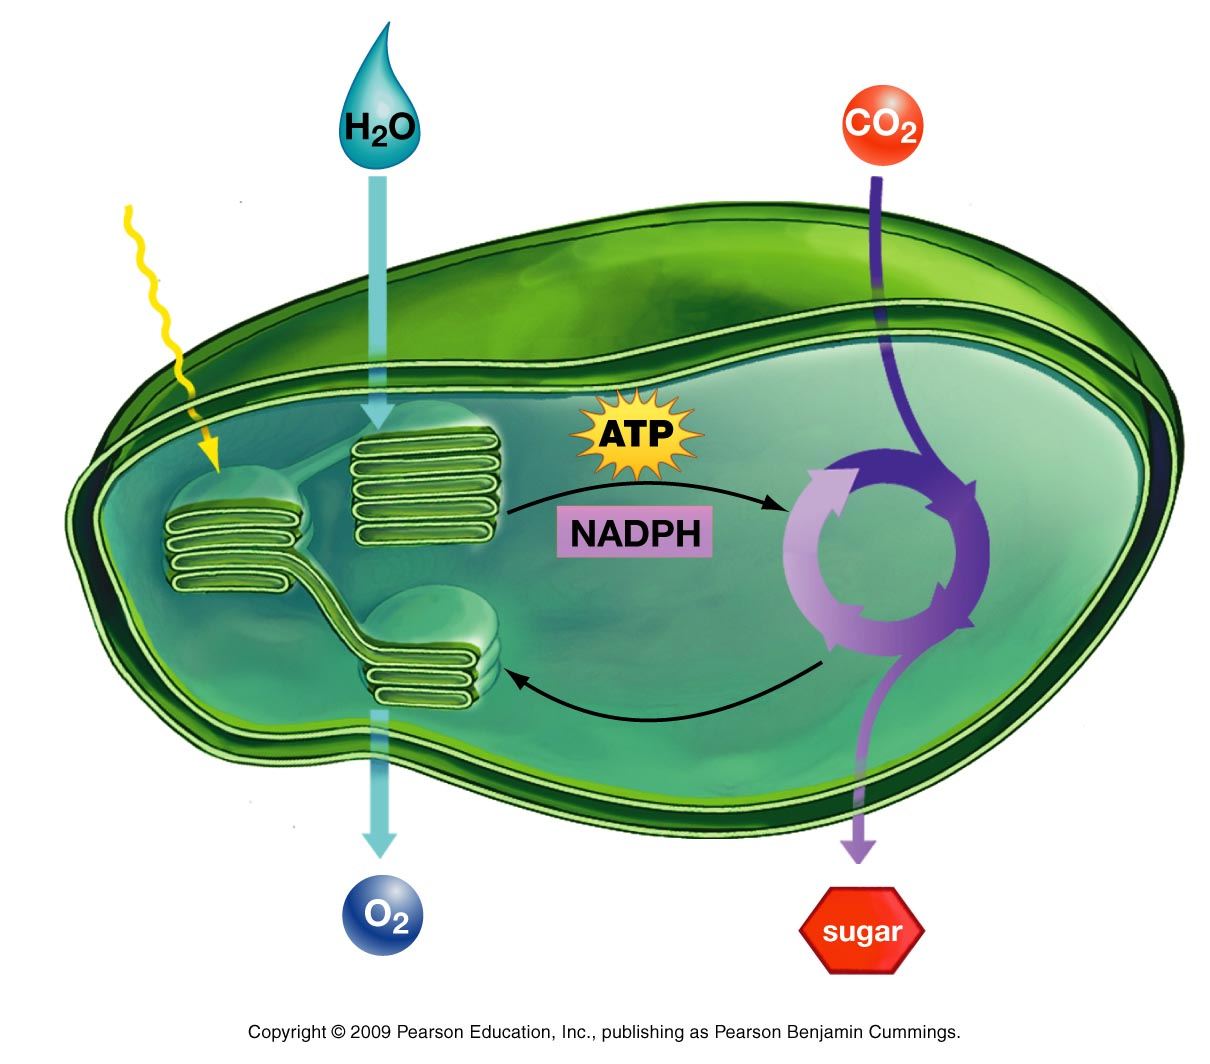 H₂O
CO₂
ATP
NADPH
O₂
sugar
Copyright © 2009 Pearson Education, Inc., publishing as Pearson Benjamin Cummings.